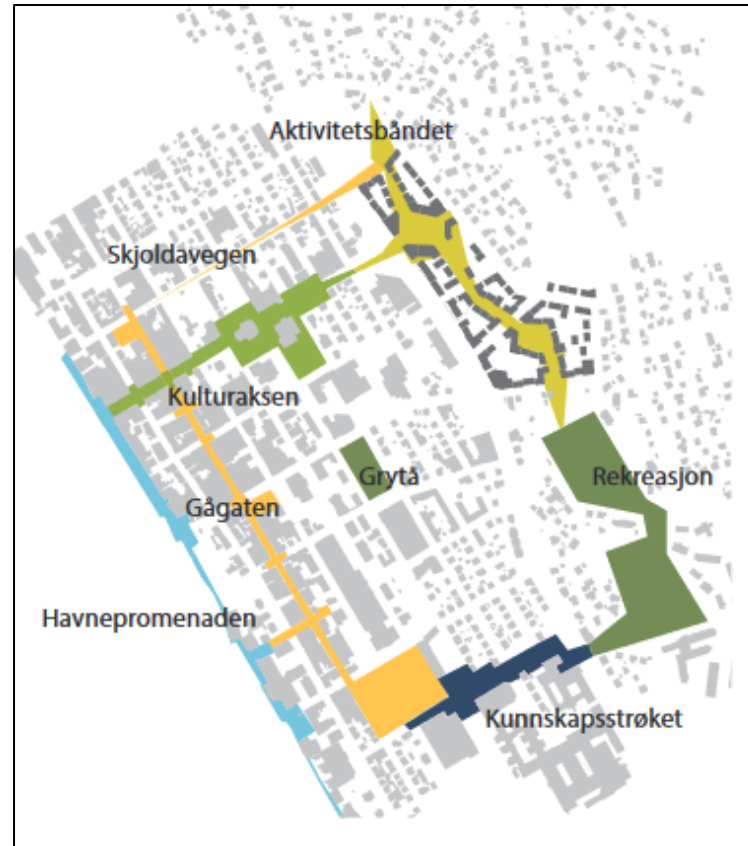 Aktivitetsbåndet
Skjoldavegen
Kulturaksen
Grytå
Rekreasjon
Gågaten
Havnepromenaden
Kunnskapsstrøket